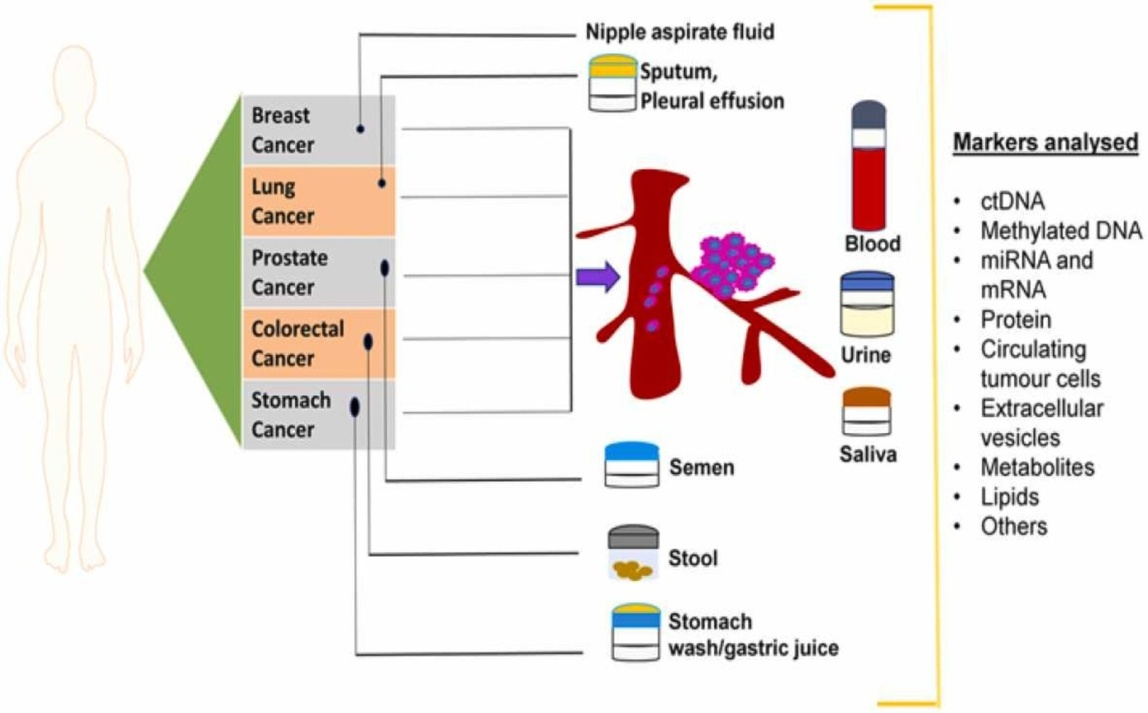 Nipple aspirate fluid
Sputum,
Pleural effusion
Breast
Cancer
Lung
Cancer
Prostate
Cancer
Colorectal
Cancer
Stomach
Cancer
Blood
Urine
Saliva
Semen
Stool
Stomach
wash/gastric juice
Markers analysed
• ctDNA
• Methylated DNA
• miRNA and
mRNA
• Protein
• Circulating
tumour cells
• Extracellular
vesicles
• Metabolites
• Lipids
• Others